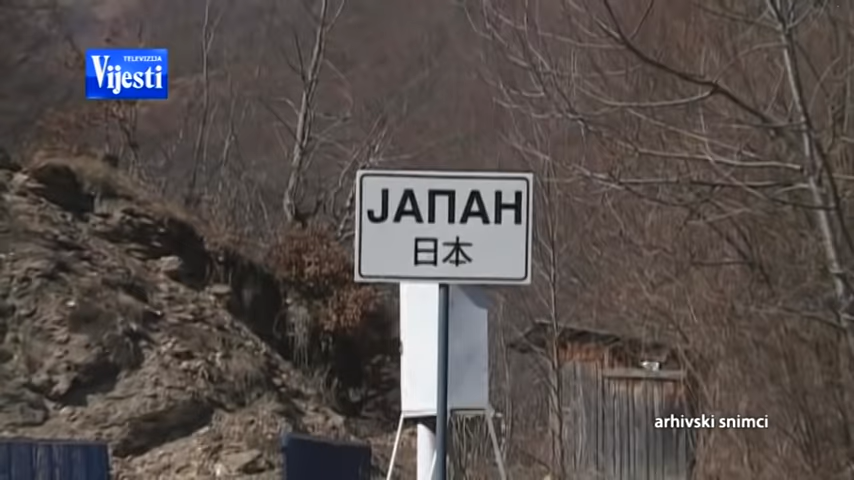 TELEVIZIJA
Vijesti
ЈАПАН
日本
arhivski snimci